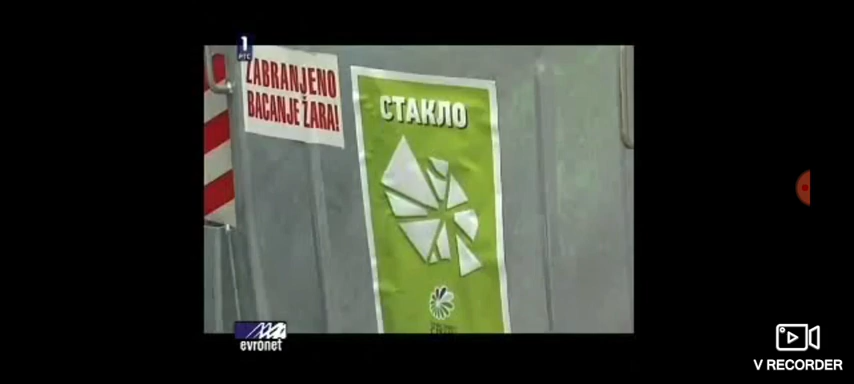 1
РТС
ZABRANJENO
BACANJE ŽARA!
СТАКЛО
evronet
V RECORDER